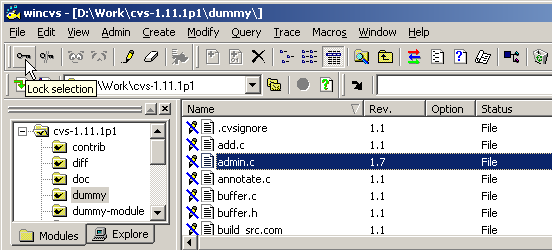 wincvs - [D:\Work\cvs-1.11.1p1\dummy\]
File Edit View Admin Create Modify Query Trace Macros Admin
\Work\cvs-1.11.1p1
Lock selection
Name Rev. Option Status
cvs-1.11.1p1
contrib
diff
doc
dummy
dummy-module
Modules Explore
.cvsignore 1.1 File
add.c 1.1 File
admin.c 1.7 File
annotate.c 1.1 File
buffer.c 1.1 File
buffer.h 1.1 File
build_src.com 1.1 File